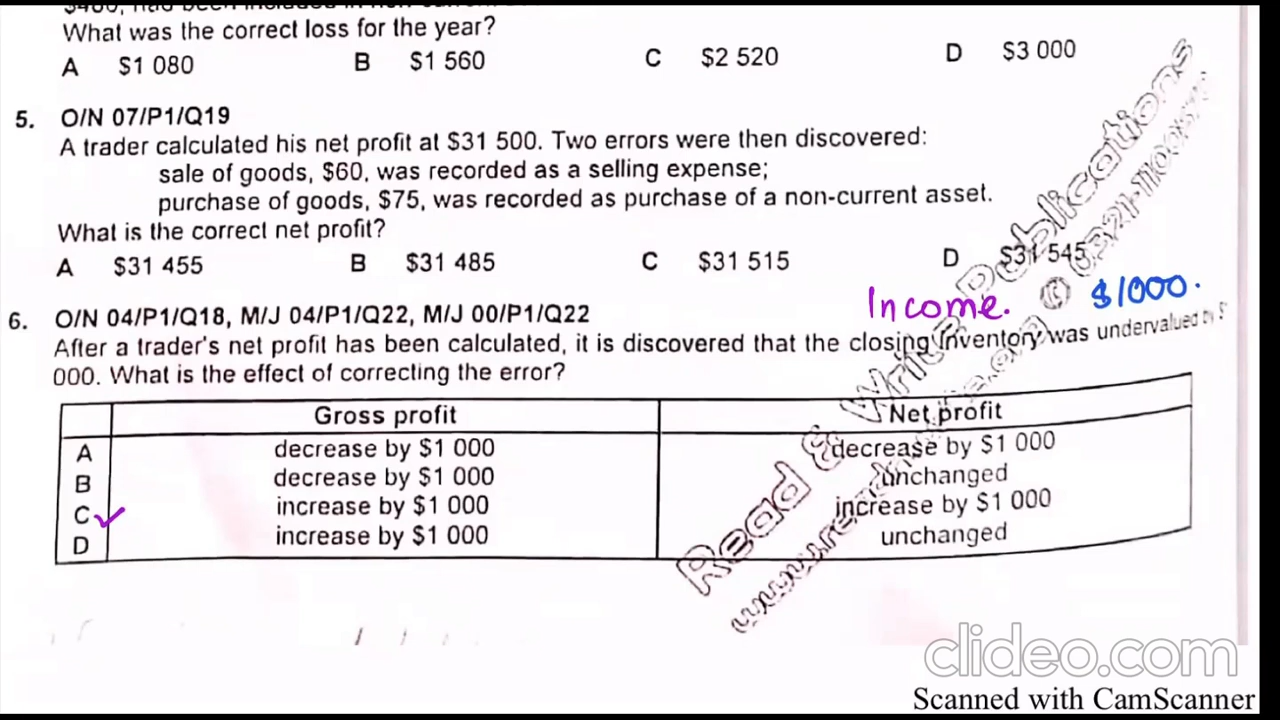 What was the correct loss for the year?
A $1 080 B $1 560 C $2 520 D $3 000
5. O/N 07/P1/Q19
A trader calculated his net profit at $31 500. Two errors were then discovered:
sale of goods, $60, was recorded as a selling expense;
purchase of goods, $75, was recorded as purchase of a non-current asset.
What is the correct net profit?
A $31 455 B $31 485 C $31 515 D $31 545
Income. $1000.
6. O/N 04/P1/Q18, M/J 04/P1/Q22, M/J 00/P1/Q22
After a trader's net profit has been calculated, it is discovered that the closing inventory was undervalued by $
000. What is the effect of correcting the error?
Gross profit Net profit
A decrease by $1 000 decrease by $1 000
B decrease by $1 000 unchanged
C increase by $1 000 increase by $1 000
D increase by $1 000 unchanged
Read & Write Publications
clideo.com
Scanned with CamScanner